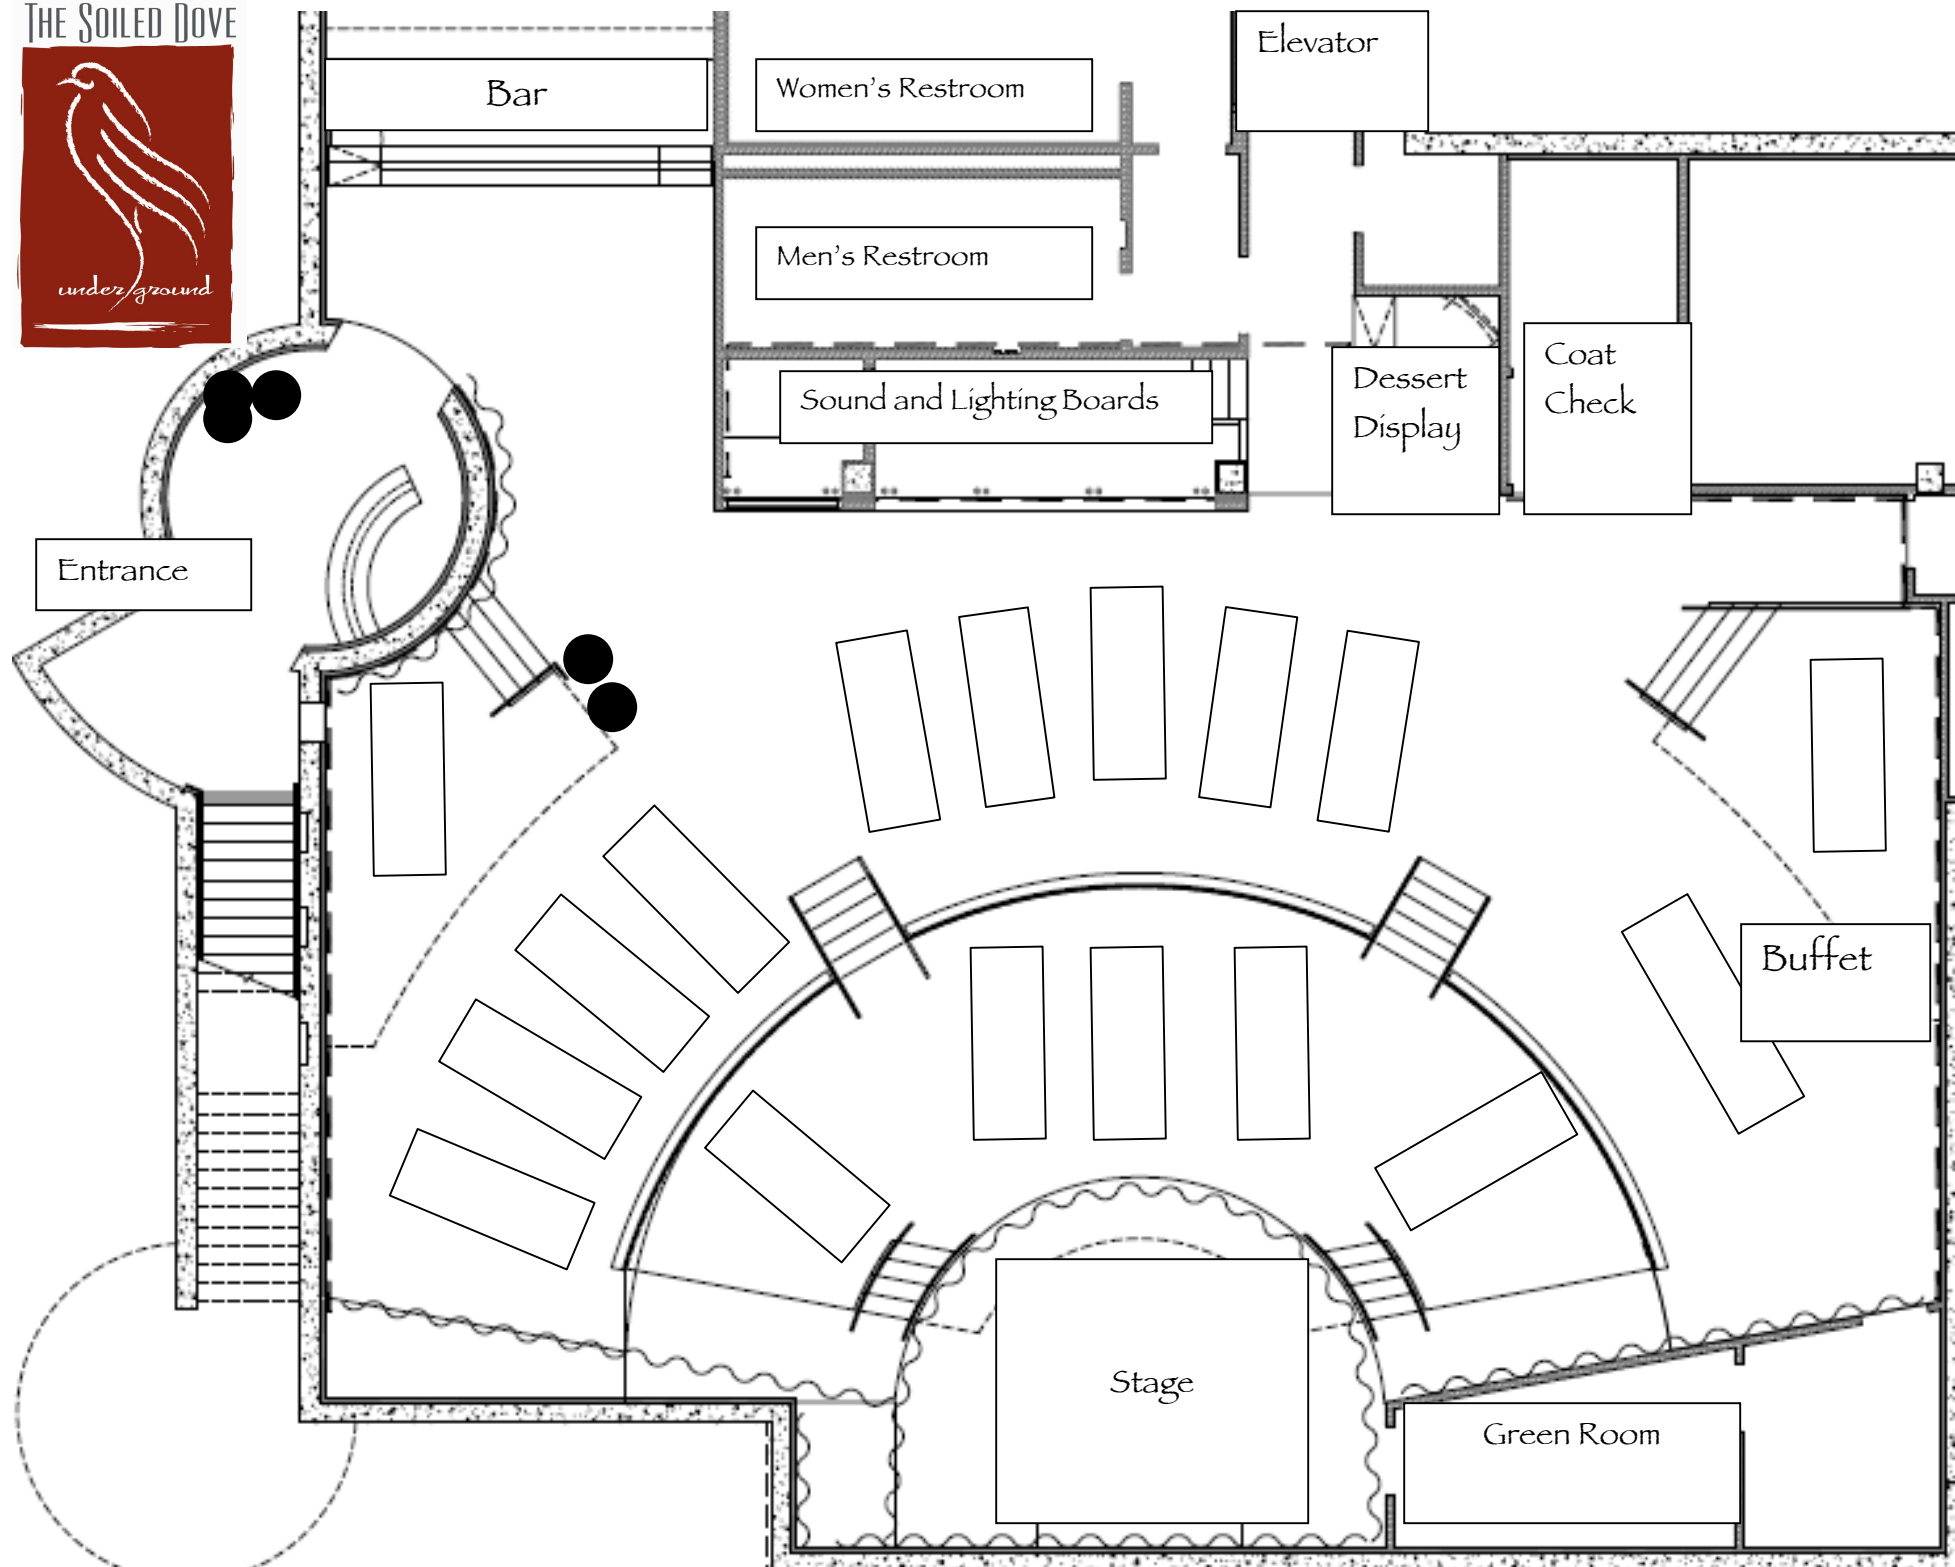 THE SOILED DOVE
underground
Elevator
Bar
Women's Restroom
Men's Restroom
Sound and Lighting Boards
Dessert
Display
Coat
Check
Entrance
Buffet
Stage
Green Room